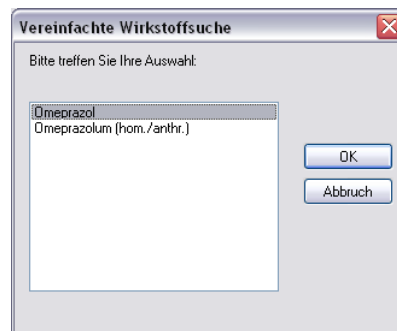 Vereinfachte Wirkstoffsuche
Bitte treffen Sie Ihre Auswahl:
Omeprazol
Omeprazolum (hom./anthr.)
OK
Abbruch